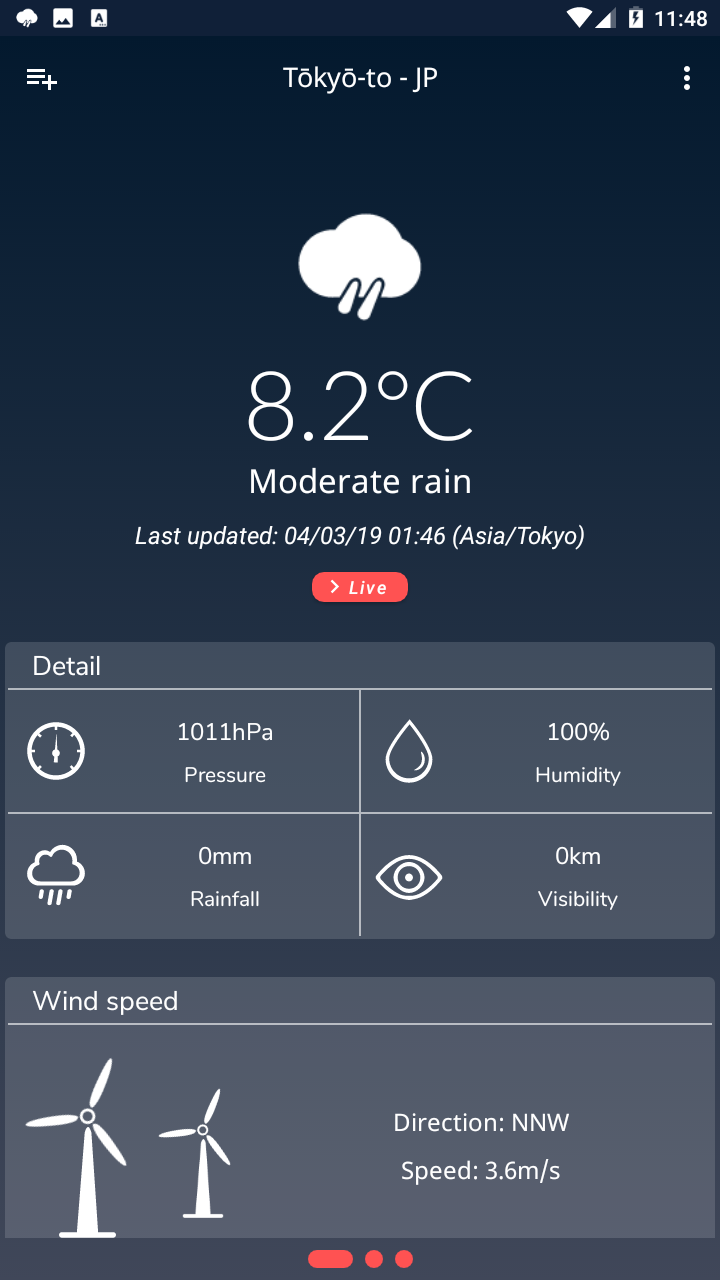 11:48
Tōkyō-to - JP
8.2°C
Moderate rain
Last updated: 04/03/19 01:46 (Asia/Tokyo)
Live
Detail
1011hPa
Pressure
100%
Humidity
0mm
Rainfall
0km
Visibility
Wind speed
Direction: NNW
Speed: 3.6m/s